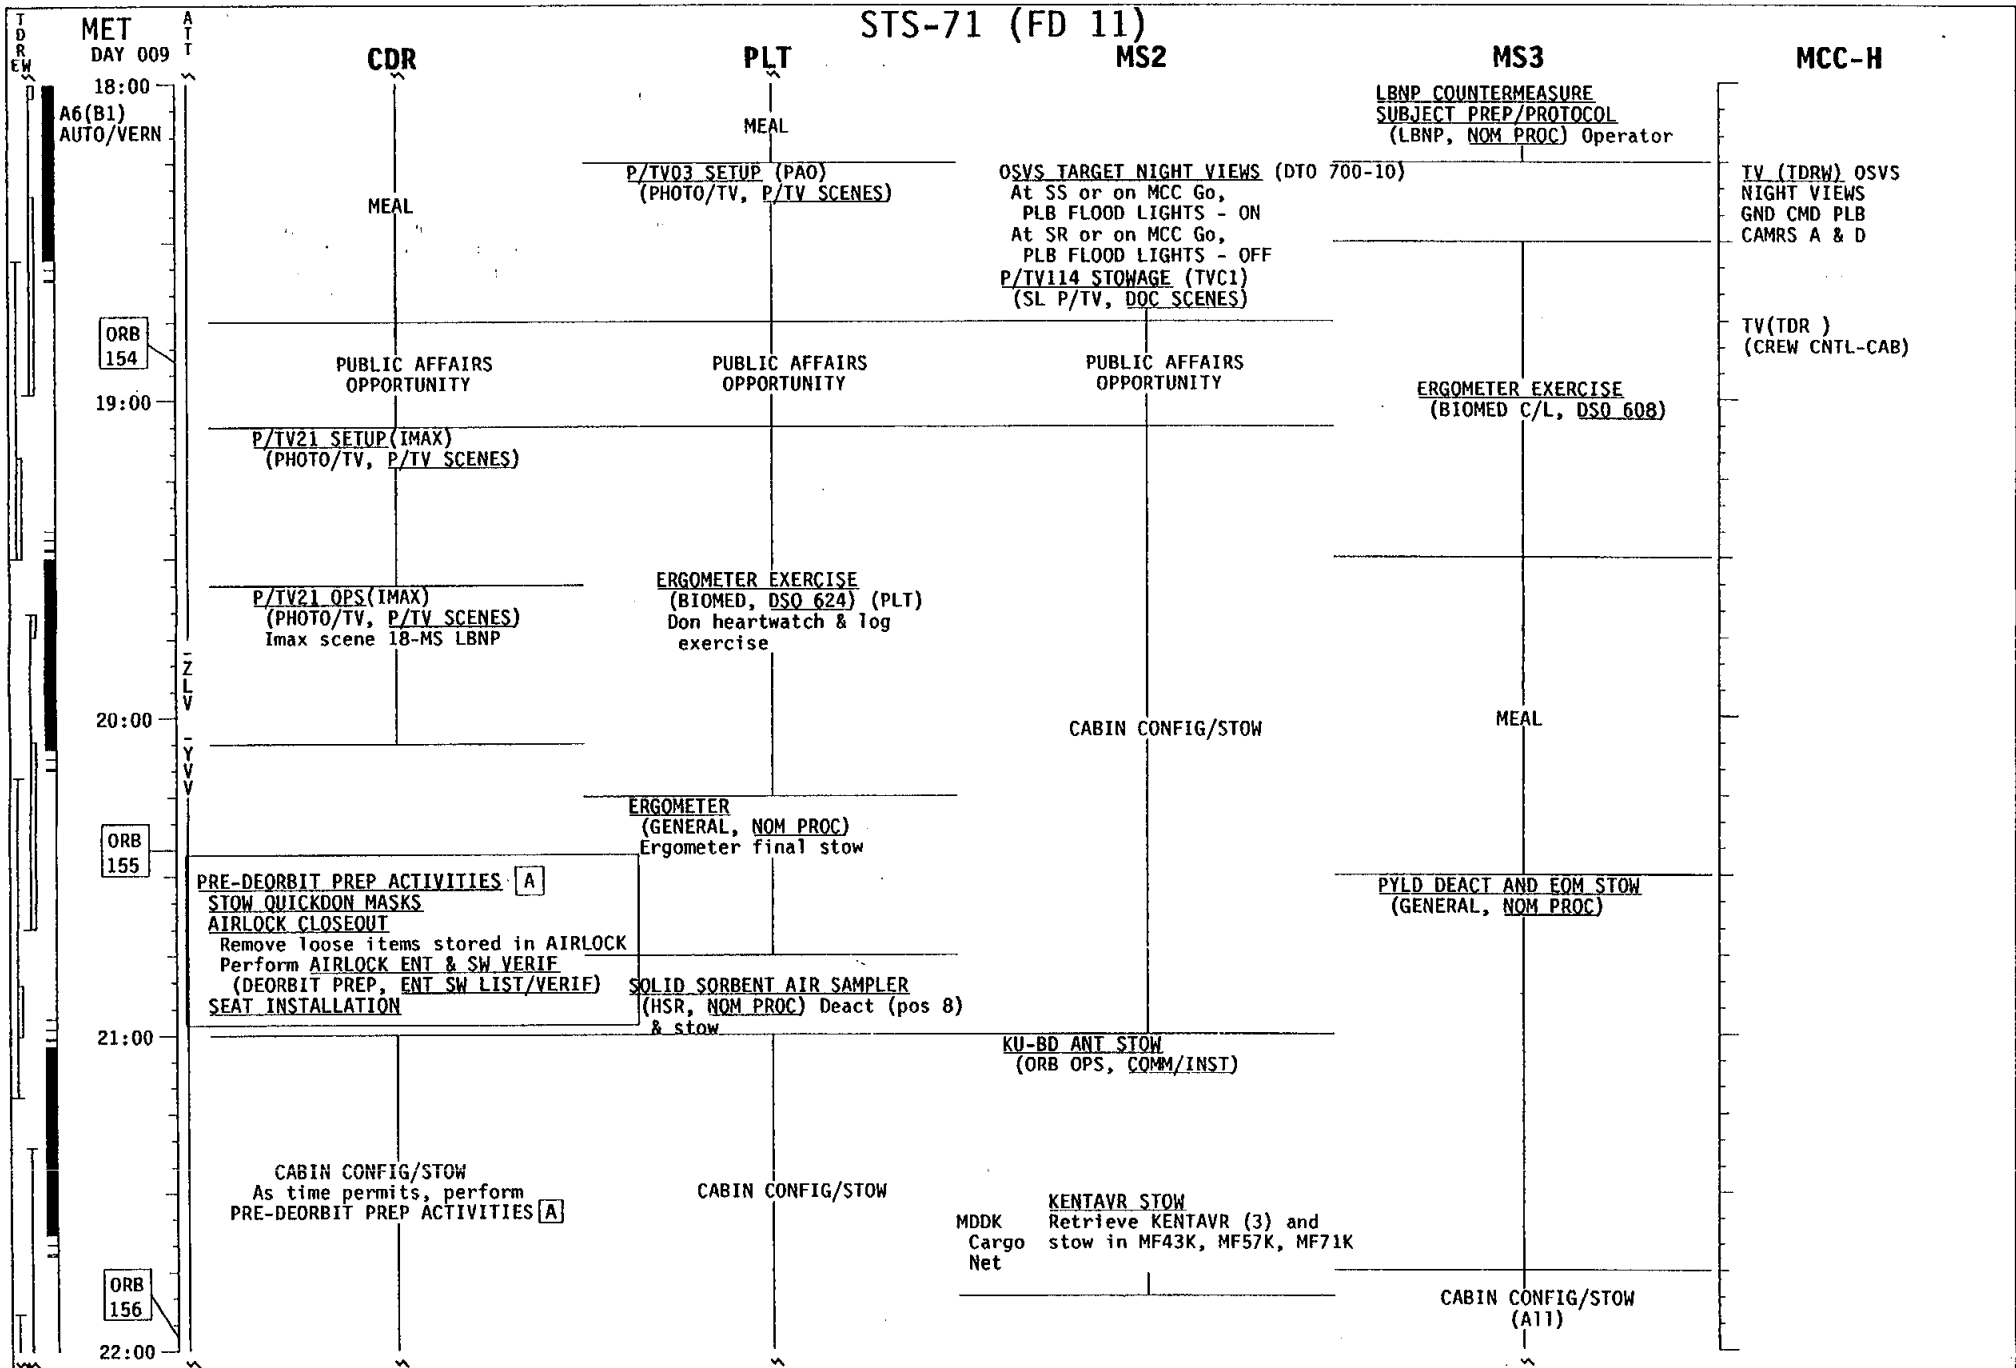 STS-71 (FD 11)
TDREW
MET
DAY 009
ATT
CDR
PLT
MS2
MS3
MCC-H
18:00
A6(B1)
AUTO/VERN
ORB
154
19:00
-ZLV
20:00
-YVV
ORB
155
21:00
ORB
156
22:00
MEAL
PUBLIC AFFAIRS
OPPORTUNITY
P/TV21 SETUP(IMAX)
(PHOTO/TV, P/TV SCENES)
P/TV21 OPS(IMAX)
(PHOTO/TV, P/TV SCENES)
Imax scene 18-MS LBNP
PRE-DEORBIT PREP ACTIVITIES A
STOW QUICKDON MASKS
AIRLOCK CLOSEOUT
Remove loose items stored in AIRLOCK
Perform AIRLOCK ENT & SW VERIF
(DEORBIT PREP, ENT SW LIST/VERIF)
SEAT INSTALLATION
CABIN CONFIG/STOW
As time permits, perform
PRE-DEORBIT PREP ACTIVITIES A
MEAL
P/TV03 SETUP (PAO)
(PHOTO/TV, P/TV SCENES)
PUBLIC AFFAIRS
OPPORTUNITY
ERGOMETER EXERCISE
(BIOMED, DSO 624) (PLT)
Don heartwatch & log
exercise
ERGOMETER
(GENERAL, NOM PROC)
Ergometer final stow
SOLID SORBENT AIR SAMPLER
(HSR, NOM PROC) Deact (pos 8)
& stow
CABIN CONFIG/STOW
OSVS TARGET NIGHT VIEWS (DTO 700-10)
At SS or on MCC Go,
PLB FLOOD LIGHTS - ON
At SR or on MCC Go,
PLB FLOOD LIGHTS - OFF
P/TV114 STOWAGE (TVC1)
(SL P/TV, DOC SCENES)
PUBLIC AFFAIRS
OPPORTUNITY
CABIN CONFIG/STOW
KU-BD ANT STOW
(ORB OPS, COMM/INST)
KENTAVR STOW
MDDK Retrieve KENTAVR (3) and
Cargo stow in MF43K, MF57K, MF71K
Net
LBNP COUNTERMEASURE
SUBJECT PREP/PROTOCOL
(LBNP, NOM PROC) Operator
ERGOMETER EXERCISE
(BIOMED C/L, DSO 608)
MEAL
PYLD DEACT AND EOM STOW
(GENERAL, NOM PROC)
CABIN CONFIG/STOW
(All)
TV (TDRW) OSVS
NIGHT VIEWS
GND CMD PLB
CAMRS A & D
TV(TDR )
(CREW CNTL-CAB)